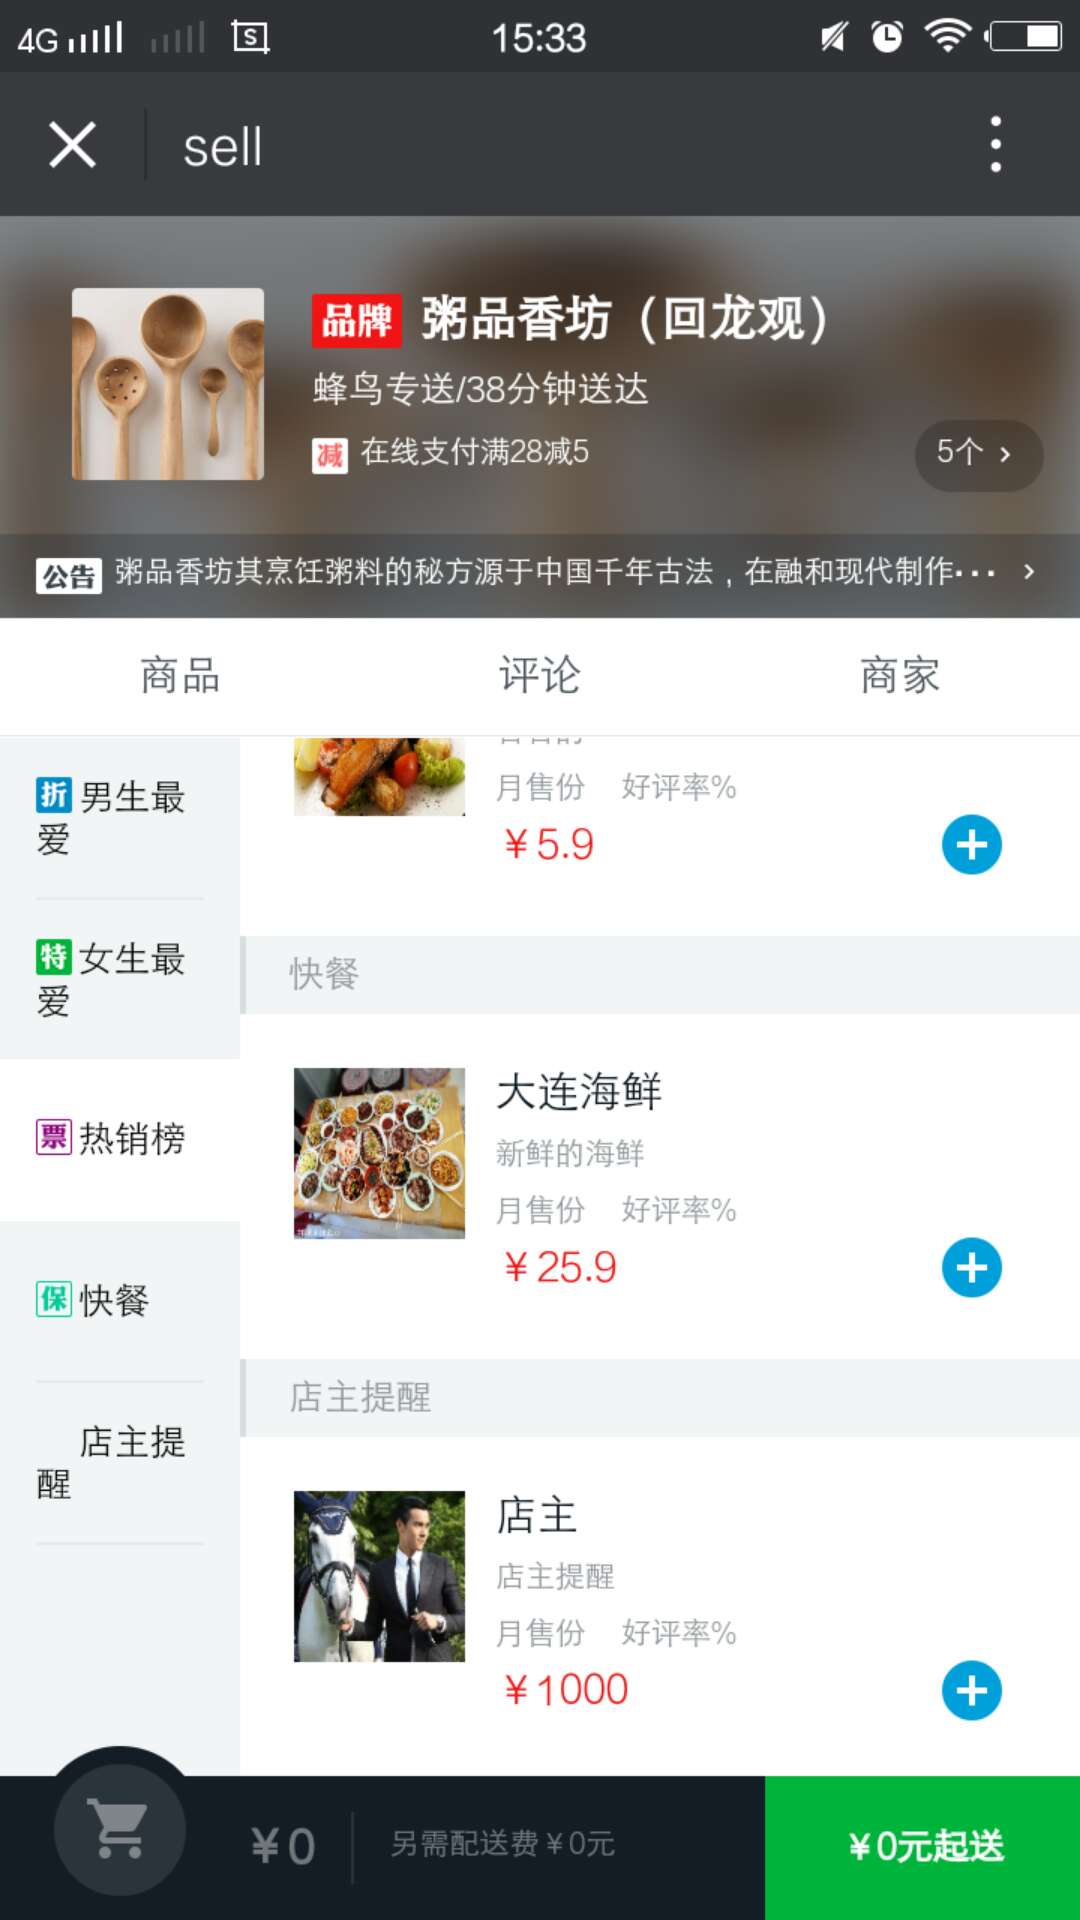 4G 15:33
sell
品牌 粥品香坊（回龙观）
蜂鸟专送/38分钟送达
减 在线支付满28减5
5个
公告 粥品香坊其烹饪粥料的秘方源于中国千年古法，在融和现代制作···
商品 评论 商家
折 男生最
爱
特 女生最
爱
票 热销榜
保 快餐
店主提
醒
月售份 好评率%
￥5.9
快餐
大连海鲜
新鲜的海鲜
月售份 好评率%
￥25.9
店主提醒
店主
店主提醒
月售份 好评率%
￥1000
￥0 另需配送费￥0元 ￥0元起送